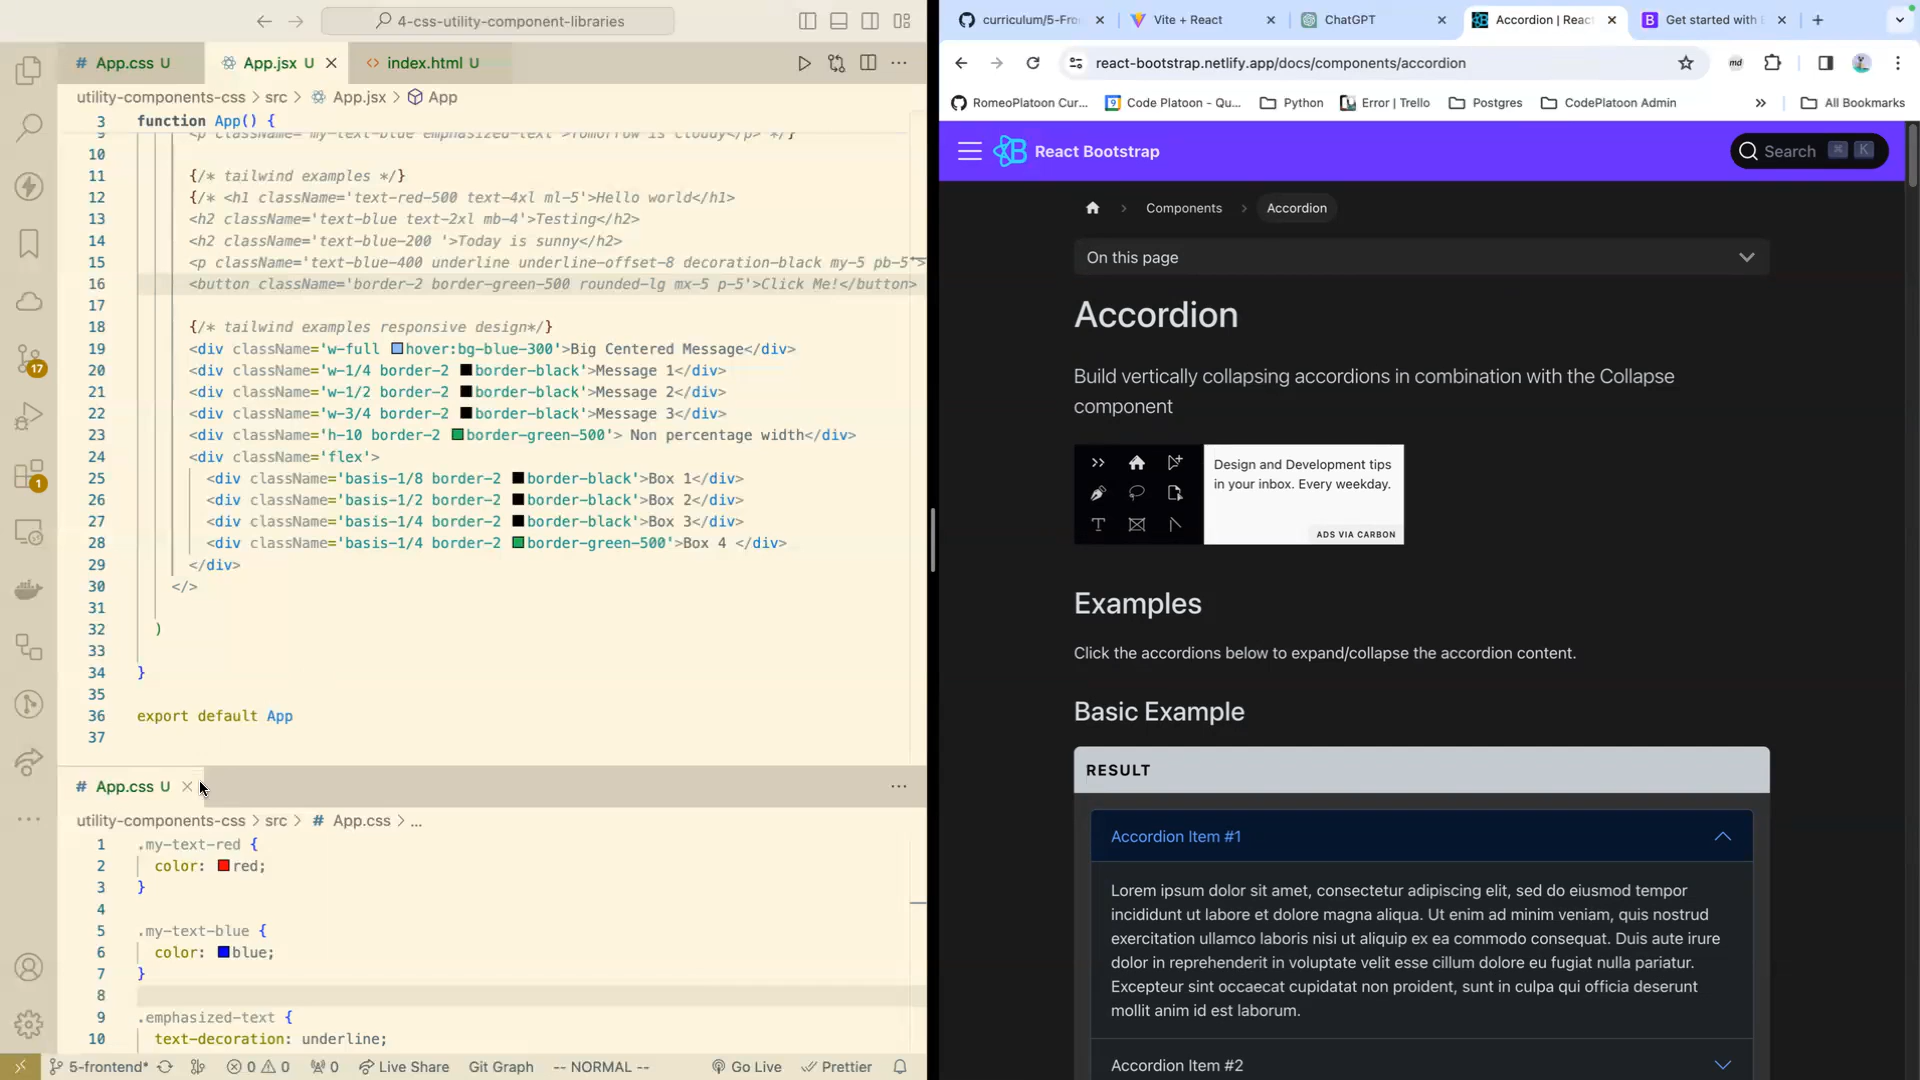 4-css-utility-component-libraries
App.css U
App.jsx U
index.html U
utility-components-css > src > App.jsx > App
3 function App() {
9 <p className='my-text-blue emphasized-text'>Tomorrow is cloudy</p> */}
10
11 {/* tailwind examples */}
12 {/* <h1 className='text-red-500 text-4xl ml-5'>Hello world</h1>
13 <h2 className='text-blue text-2xl mb-4'>Testing</h2>
14 <h2 className='text-blue-200 '>Today is sunny</h2>
15 <p className='text-blue-400 underline underline-offset-8 decoration-black my-5 pb-5'>
16 <button className='border-2 border-green-500 rounded-lg mx-5 p-5'>Click Me!</button>
17
18 {/* tailwind examples responsive design*/}
19 <div className='w-full hover:bg-blue-300'>Big Centered Message</div>
20 <div className='w-1/4 border-2 border-black'>Message 1</div>
21 <div className='w-1/2 border-2 border-black'>Message 2</div>
22 <div className='w-3/4 border-2 border-black'>Message 3</div>
23 <div className='h-10 border-2 border-green-500'> Non percentage width</div>
24 <div className='flex'>
25 <div className='basis-1/8 border-2 border-black'>Box 1</div>
26 <div className='basis-1/2 border-2 border-black'>Box 2</div>
27 <div className='basis-1/4 border-2 border-black'>Box 3</div>
28 <div className='basis-1/4 border-2 border-green-500'>Box 4 </div>
29 </div>
30 </>
31
32 )
33
34 }
35
36 export default App
37
17
1
# App.css U
utility-components-css > src > # App.css > ...
1 .my-text-red {
2 color: red;
3 }
4
5 .my-text-blue {
6 color: blue;
7 }
8
9 .emphasized-text {
10 text-decoration: underline;
5-frontend* 0 0 0 Live Share Git Graph -- NORMAL -- Go Live Prettier
curriculum/5-Fro
Vite + React
ChatGPT
Accordion | Reac
Get started with
react-bootstrap.netlify.app/docs/components/accordion
RomeoPlatoon Cur...
Code Platoon - Qu...
Python
Error | Trello
Postgres
CodePlatoon Admin
All Bookmarks
React Bootstrap
Search ⌘ K
Components > Accordion
On this page
Accordion
Build vertically collapsing accordions in combination with the Collapse
component
Design and Development tips
in your inbox. Every weekday.
ADS VIA CARBON
Examples
Click the accordions below to expand/collapse the accordion content.
Basic Example
RESULT
Accordion Item #1
Lorem ipsum dolor sit amet, consectetur adipiscing elit, sed do eiusmod tempor
incididunt ut labore et dolore magna aliqua. Ut enim ad minim veniam, quis nostrud
exercitation ullamco laboris nisi ut aliquip ex ea commodo consequat. Duis aute irure
dolor in reprehenderit in voluptate velit esse cillum dolore eu fugiat nulla pariatur.
Excepteur sint occaecat cupidatat non proident, sunt in culpa qui officia deserunt
mollit anim id est laborum.
Accordion Item #2